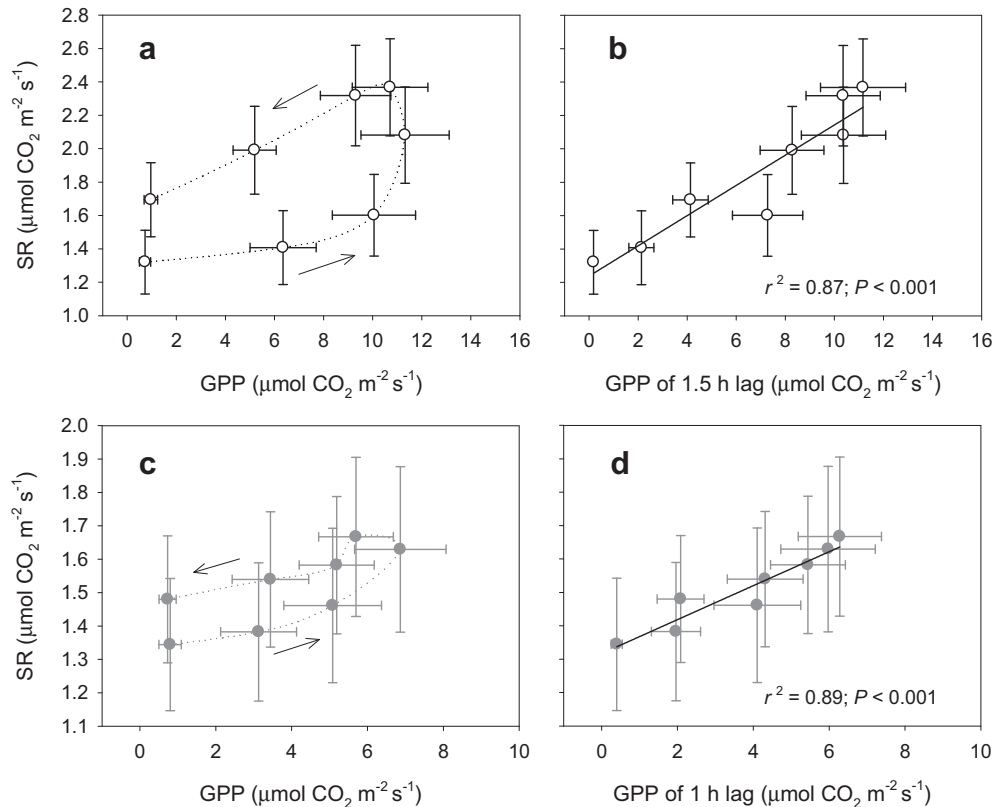 a
2.8
2.6
2.4
2.2
2.0
1.8
1.6
1.4
1.2
1.0
SR (μmol CO2 m-2 s-1)
0 2 4 6 8 10 12 14 16
GPP (μmol CO2 m-2 s-1)
b
r2 = 0.87; P < 0.001
0 2 4 6 8 10 12 14 16
GPP of 1.5 h lag (μmol CO2 m-2 s-1)
c
2.0
1.9
1.8
1.7
1.6
1.5
1.4
1.3
1.2
1.1
SR (μmol CO2 m-2 s-1)
0 2 4 6 8 10
GPP (μmol CO2 m-2 s-1)
d
r2 = 0.89; P < 0.001
0 2 4 6 8 10
GPP of 1 h lag (μmol CO2 m-2 s-1)